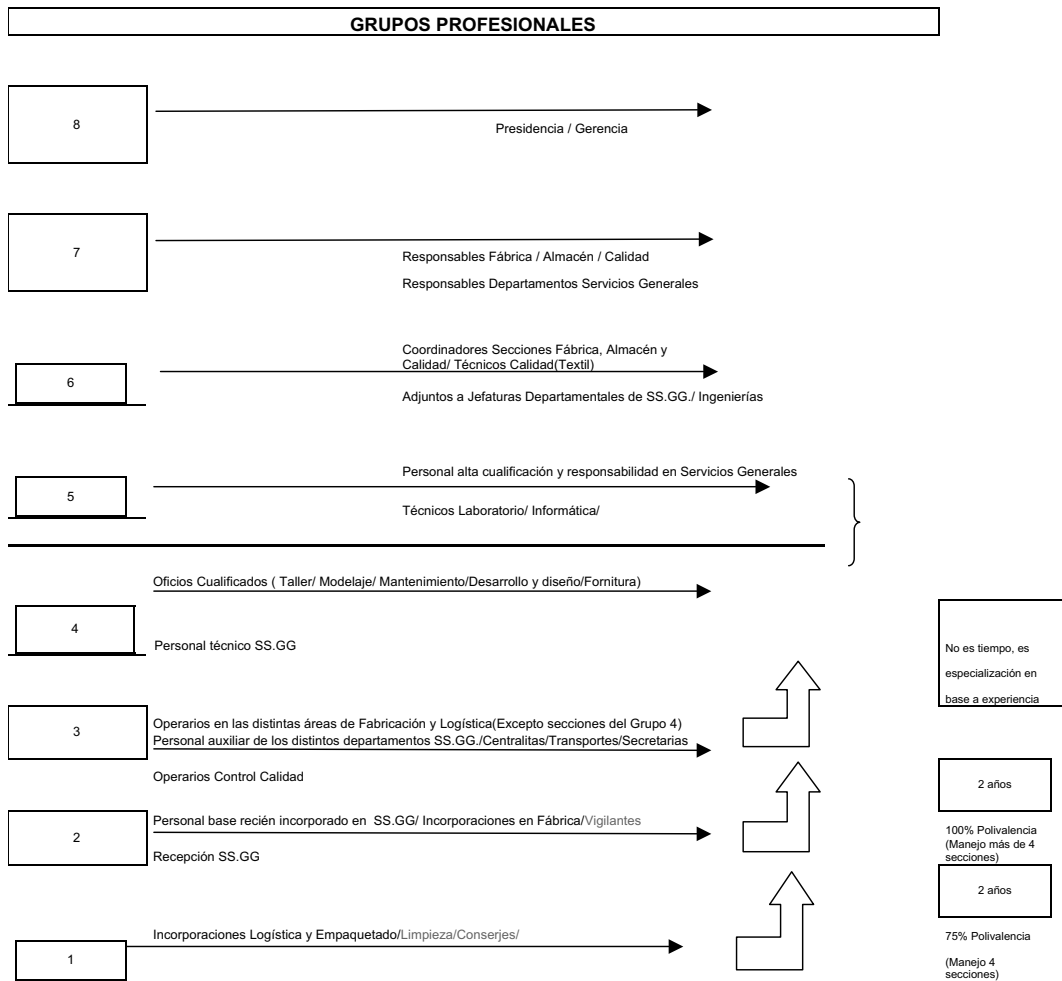 GRUPOS PROFESIONALES
8
Presidencia / Gerencia
7
Responsables Fábrica / Almacén / Calidad
Responsables Departamentos Servicios Generales
6
Coordinadores Secciones Fábrica, Almacén y
Calidad/ Técnicos Calidad(Textil)
Adjuntos a Jefaturas Departamentales de SS.GG./ Ingenierías
5
Personal alta cualificación y responsabilidad en Servicios Generales
Técnicos Laboratorio/ Informática/
Oficios Cualificados ( Taller/ Modelaje/ Mantenimiento/Desarrollo y diseño/Fornitura)
4
Personal técnico SS.GG
No es tiempo, es
especialización en
base a experiencia
3
Operarios en las distintas áreas de Fabricación y Logística(Excepto secciones del Grupo 4)
Personal auxiliar de los distintos departamentos SS.GG./Centralitas/Transportes/Secretarias
Operarios Control Calidad
2 años
2
Personal base recién incorporado en SS.GG/ Incorporaciones en Fábrica/Vigilantes
Recepción SS.GG
100% Polivalencia
(Manejo más de 4
secciones)
2 años
1
Incorporaciones Logística y Empaquetado/Limpieza/Conserjes/
75% Polivalencia
(Manejo 4
secciones)